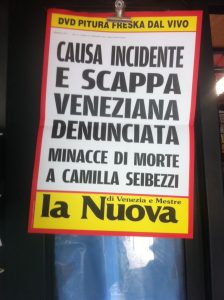 DVD PITURA FRESKA DAL VIVO
CAUSA INCIDENTE
E SCAPPA
VENEZIANA
DENUNCIATA
MINACCE DI MORTE
A CAMILLA SEIBEZZI
la Nuova
di Venezia e Mestre